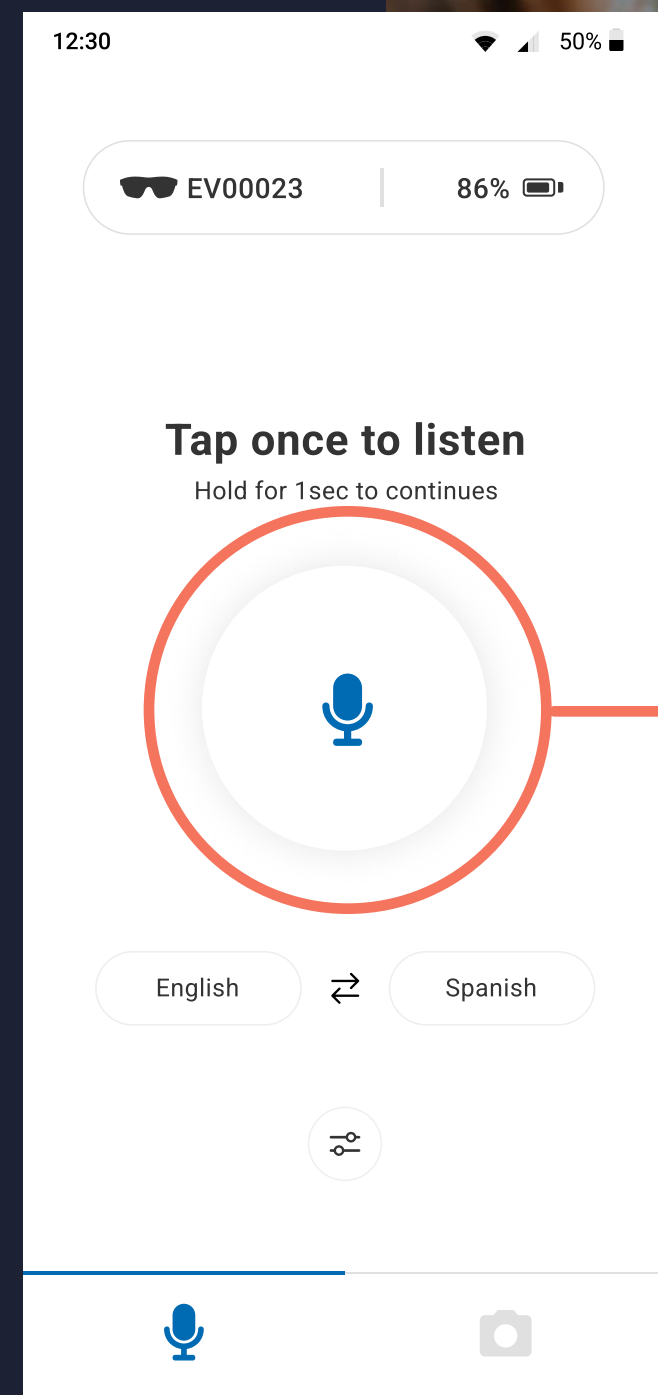 12:30 50%
EV00023 86%
Tap once to listen
Hold for 1sec to continues
English Spanish